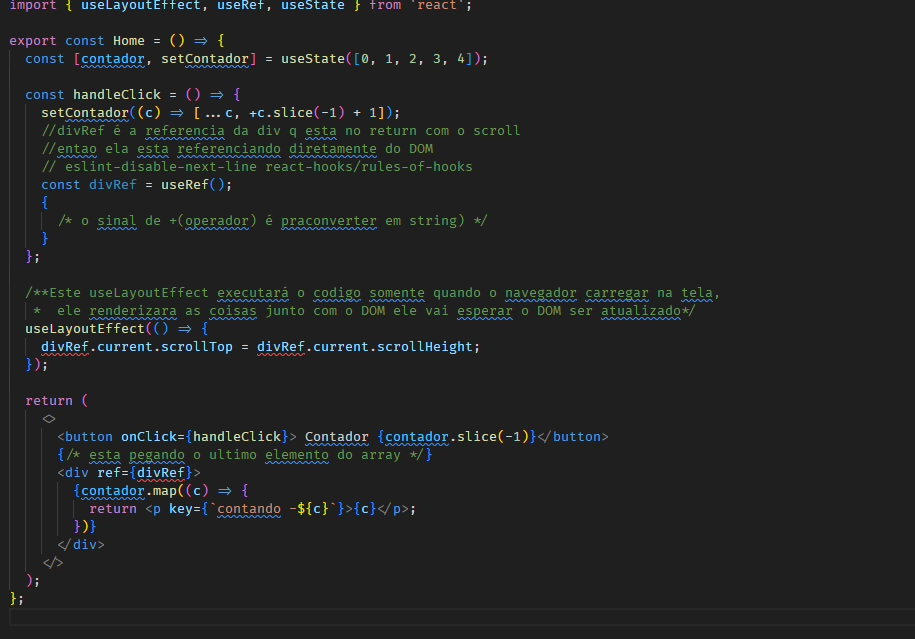 import { useLayoutEffect, useRef, useState } from 'react';
export const Home = () => {
const [contador, setContador] = useState([0, 1, 2, 3, 4]);
const handleClick = () => {
setContador((c) => [...c, +c.slice(-1) + 1]);
//divRef é a referencia da div q esta no return com o scroll
//entao ela esta referenciando diretamente do DOM
// eslint-disable-next-line react-hooks/rules-of-hooks
const divRef = useRef();
{
/* o sinal de +(operador) é praconverter em string) */
}
};
/**Este useLayoutEffect executará o codigo somente quando o navegador carregar na tela,
* ele renderizara as coisas junto com o DOM ele vai esperar o DOM ser atualizado*/
useLayoutEffect(() => {
divRef.current.scrollTop = divRef.current.scrollHeight;
});
return (
<>
<button onClick={handleClick}> Contador {contador.slice(-1)}</button>
{/* esta pegando o ultimo elemento do array */}
<div ref={divRef}>
{contador.map((c) => {
return <p key={`contando -${c}`}>{c}</p>;
})}
</div>
</>
);
};